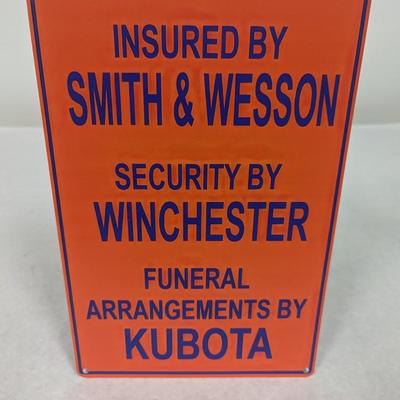 INSURED BY
SMITH & WESSON
SECURITY BY
WINCHESTER
FUNERAL
ARRANGEMENTS BY
KUBOTA